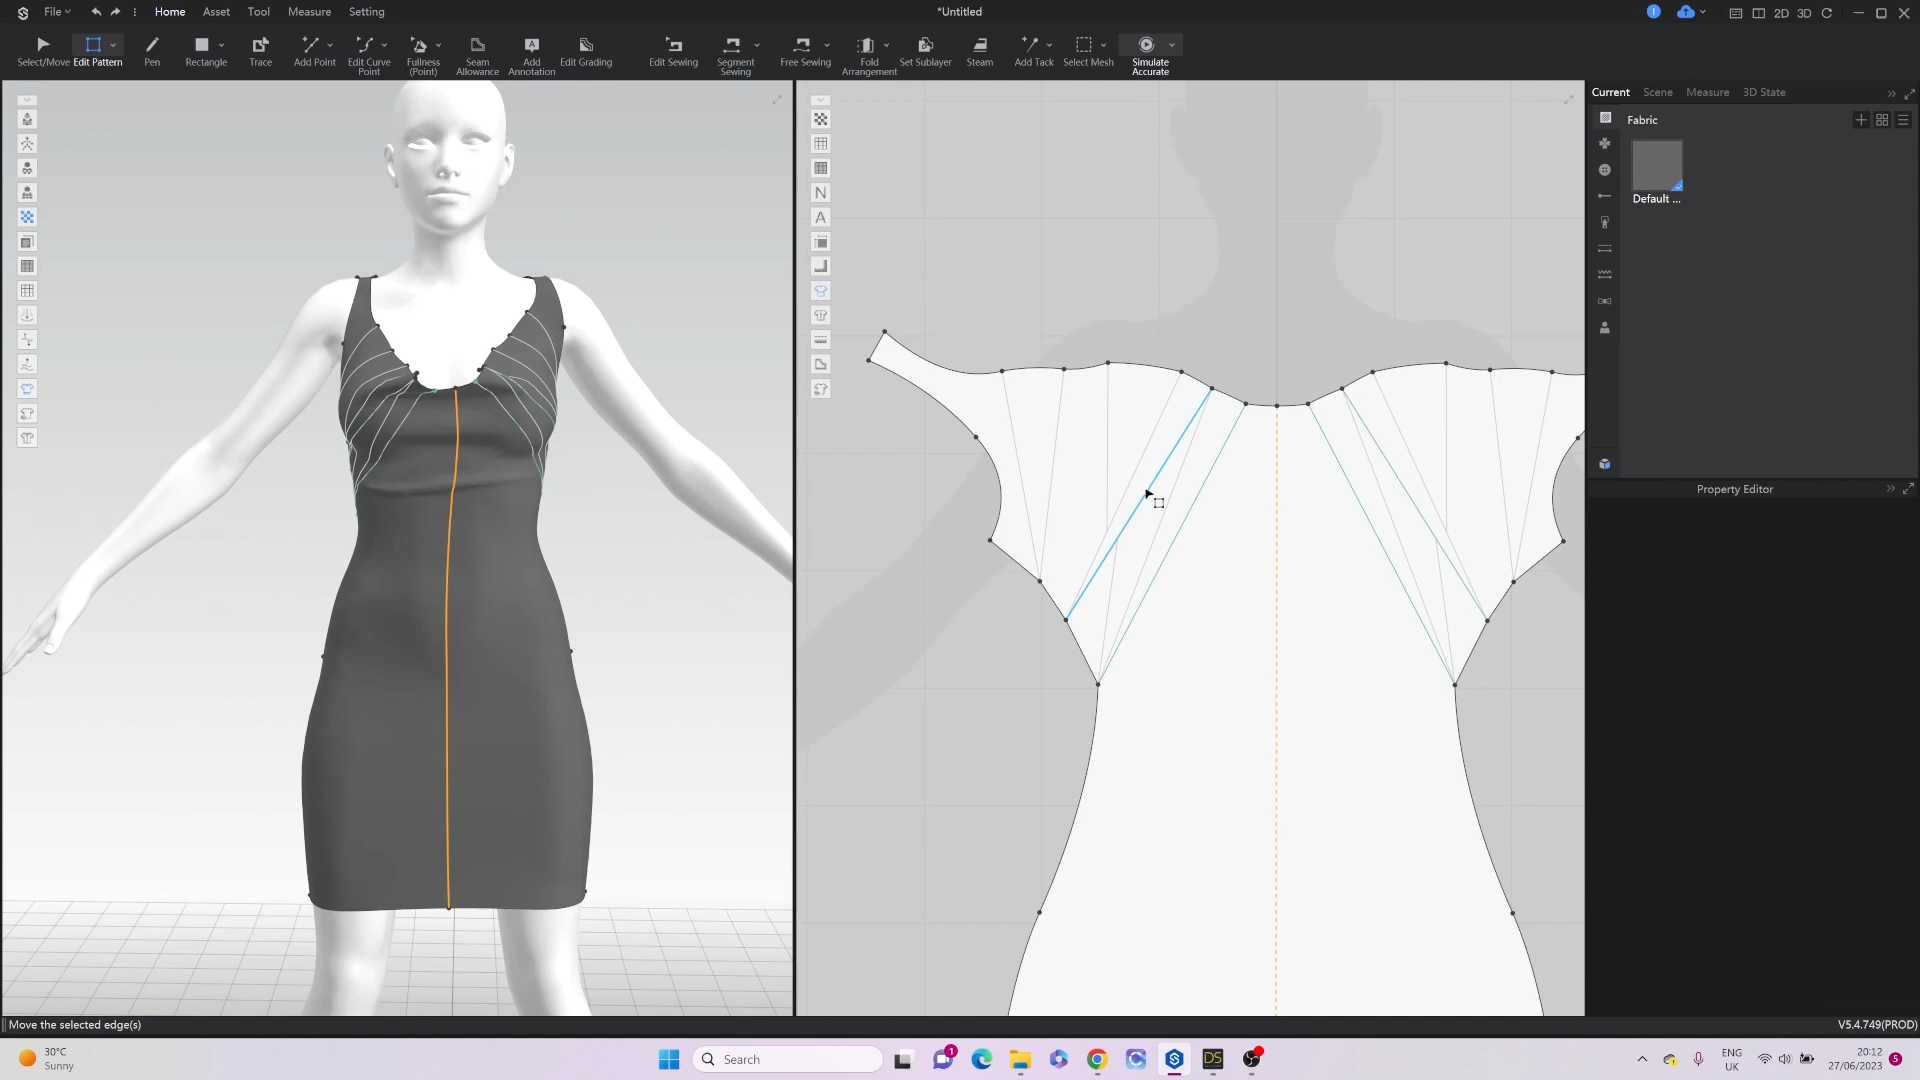 File
Home
Asset
Tool
Measure
Setting
*Untitled
2D
3D
Select/Move
Edit Pattern
Pen
Rectangle
Trace
Add Point
Edit Curve
Point
Fullness
(Point)
Seam
Allowance
Add
Annotation
Edit Grading
Edit Sewing
Segment
Sewing
Free Sewing
Fold
Arrangement
Set Sublayer
Steam
Add Tack
Select Mesh
Simulate
Accurate
Current
Scene
Measure
3D State
Fabric
Default ...
Property Editor
Move the selected edge(s)
V5.4.749(PROD)
30°C
Sunny
Search
1
DS
ENG
UK
20:12
27/06/2023
5